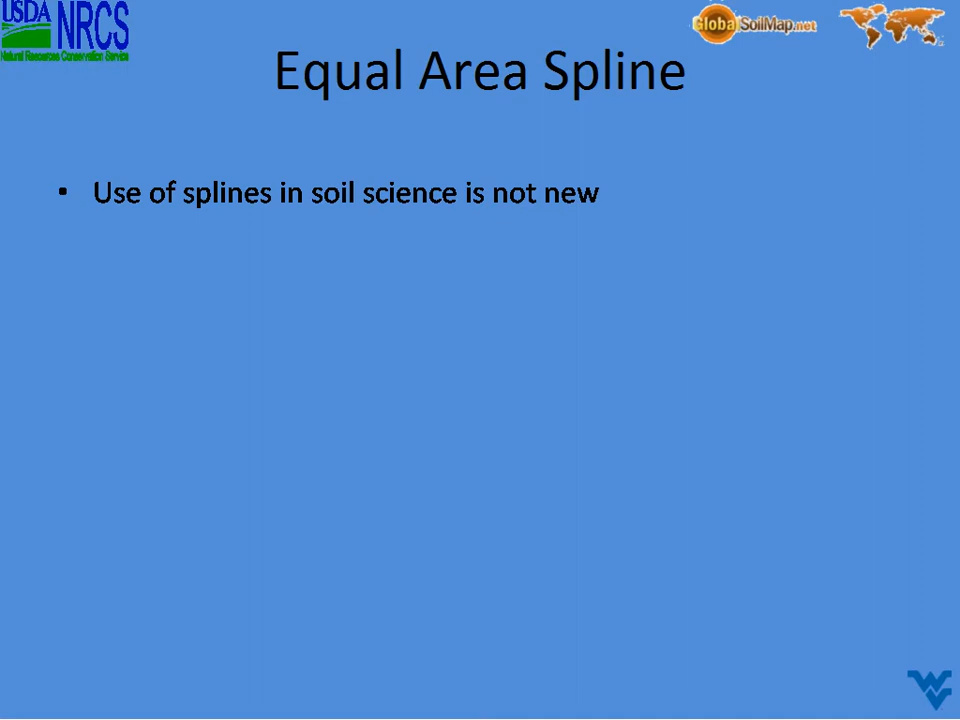 USDA NRCS
Natural Resources Conservation Service
GlobalSoilMap.net
Equal Area Spline
• Use of splines in soil science is not new
WV